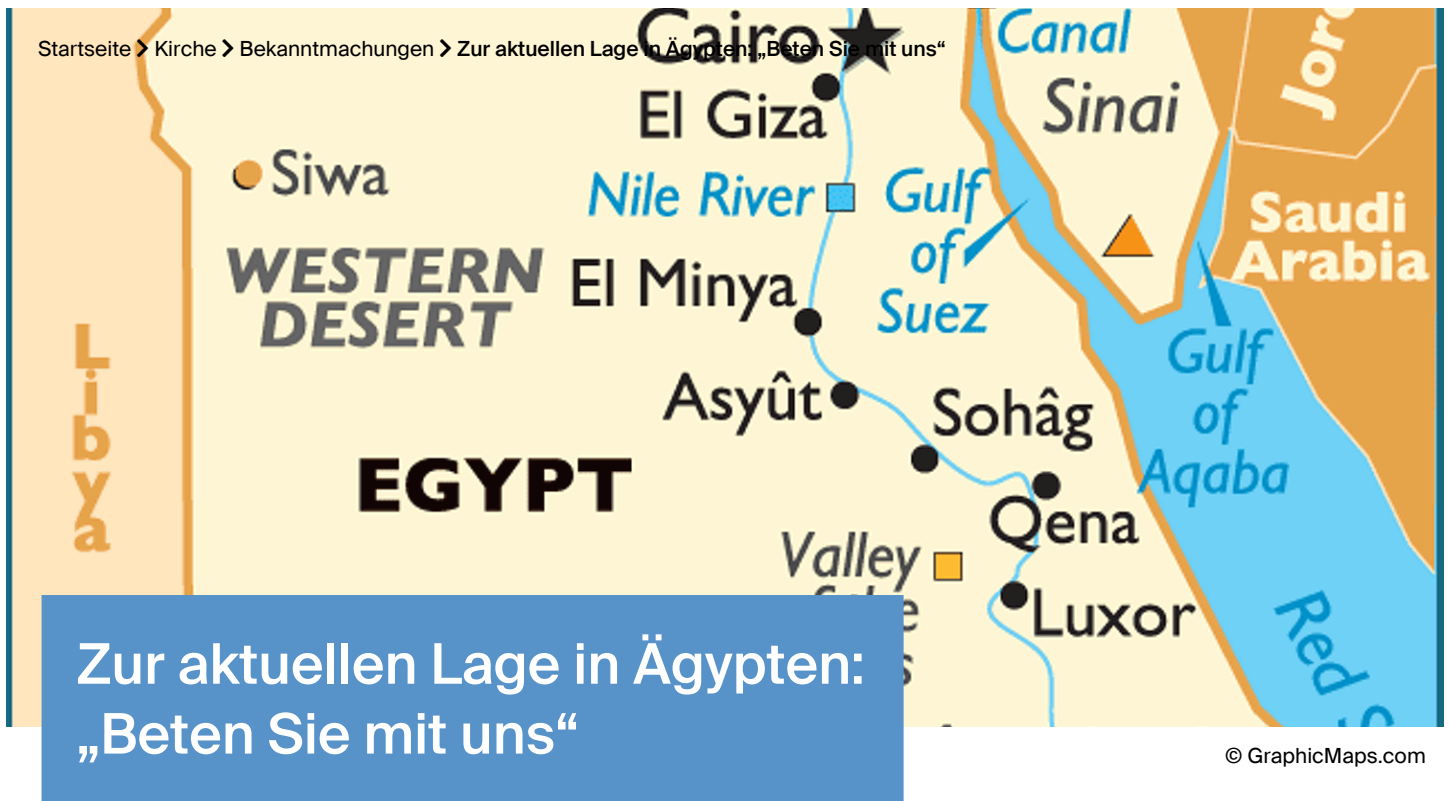 Startseite > Kirche > Bekanntmachungen > Zur aktuellen Lage in Ägypten: „Beten Sie mit uns“
Cairo
Canal
Jord
El Giza
Sinai
Siwa
Nile River
Gulf
of
Suez
Saudi
Arabia
WESTERN
DESERT
El Minya
Libya
Gulf
of
Aqaba
Asyût
Sohâg
EGYPT
Qena
Valley
Luxor
Red S
Zur aktuellen Lage in Ägypten:
„Beten Sie mit uns“
© GraphicMaps.com